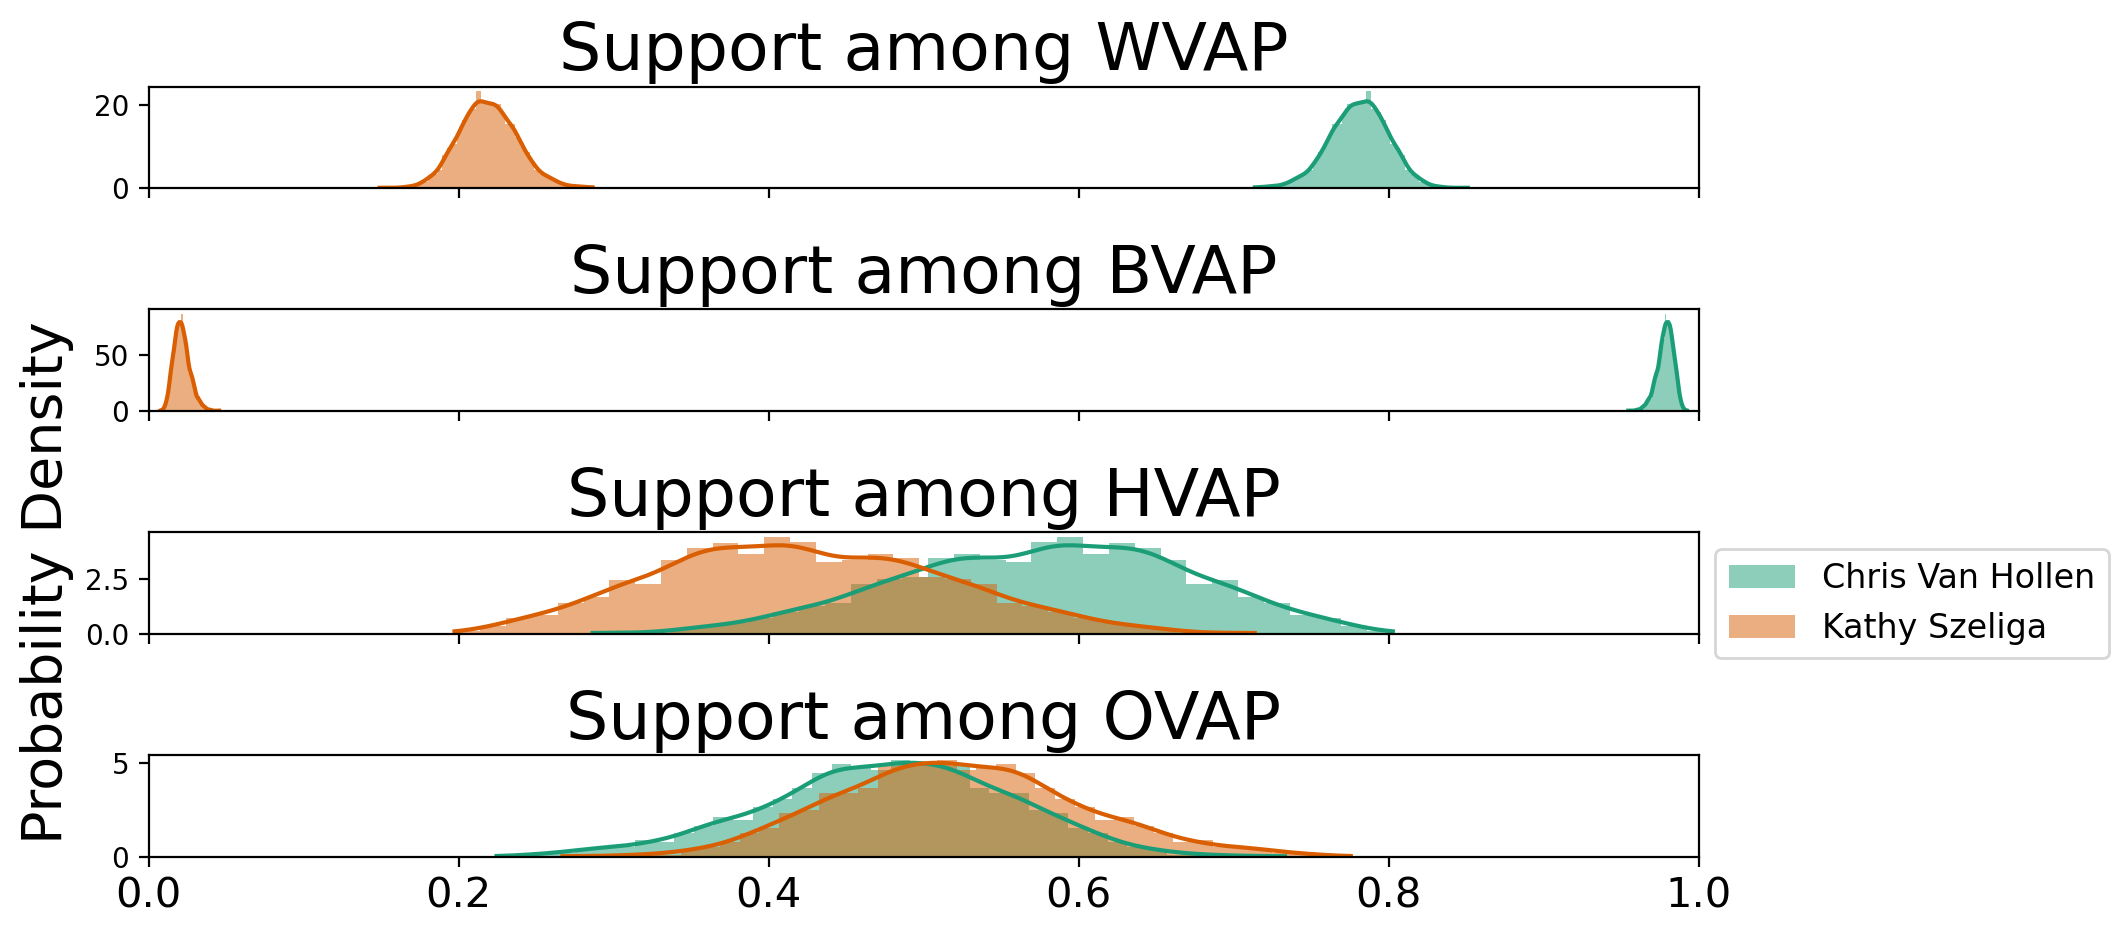 Support among WVAP
20
0
Support among BVAP
50
0
Support among HVAP
2.5
0.0
Support among OVAP
5
0
0.0 0.2 0.4 0.6 0.8 1.0
Probability Density
Chris Van Hollen
Kathy Szeliga